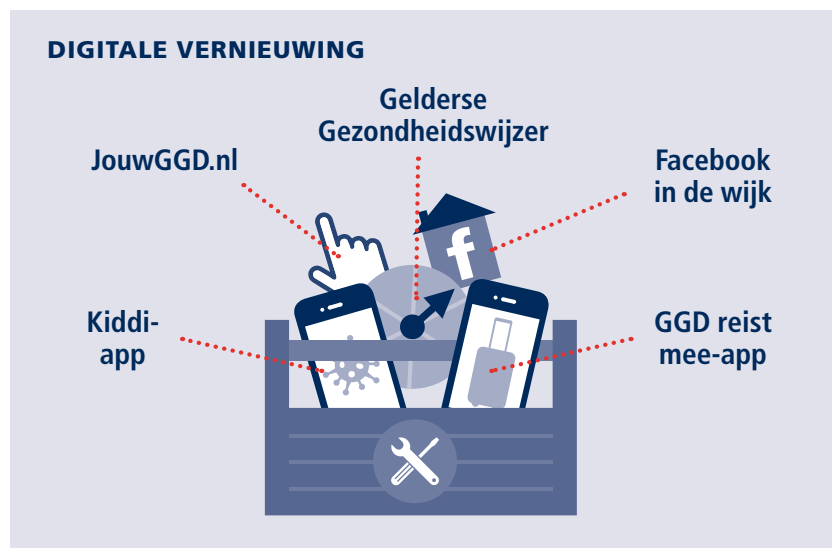 DIGITALE VERNIEUWING
Gelderse
Gezondheidswijzer
JouwGGD.nl
Facebook
in de wijk
f
Kiddi-
app
GGD reist
mee-app